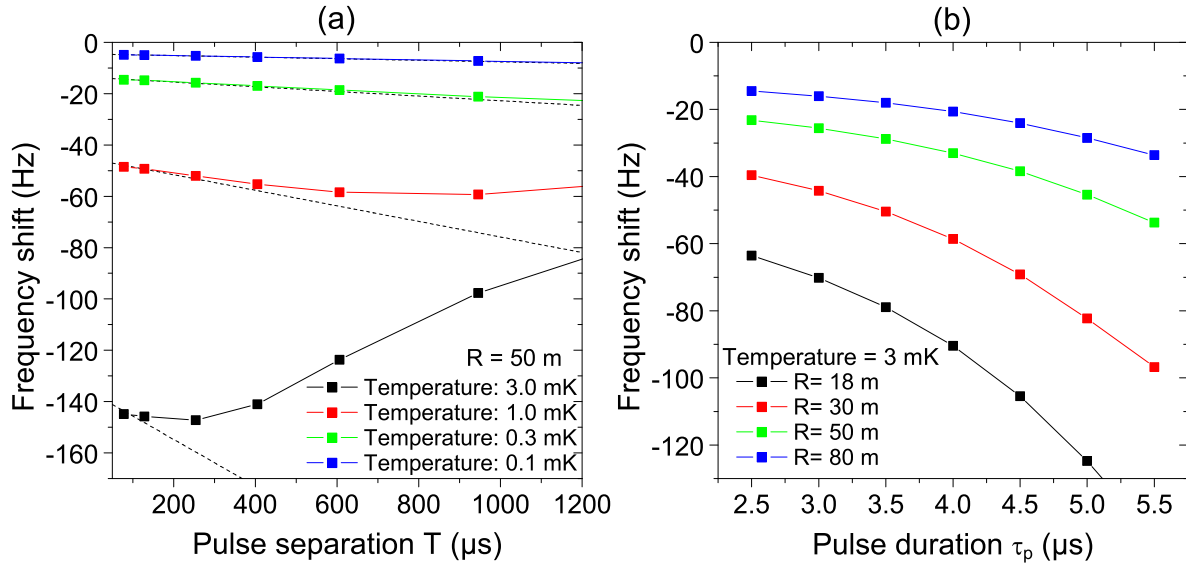 (a)
Frequency shift (Hz)
0
-20
-40
-60
-80
-100
-120
-140
-160
200
400
600
800
1000
1200
Pulse separation T (µs)
R = 50 m
Temperature: 3.0 mK
Temperature: 1.0 mK
Temperature: 0.3 mK
Temperature: 0.1 mK
(b)
Frequency shift (Hz)
0
-20
-40
-60
-80
-100
-120
2.5
3.0
3.5
4.0
4.5
5.0
5.5
Pulse duration τp (µs)
Temperature = 3 mK
R= 18 m
R= 30 m
R= 50 m
R= 80 m